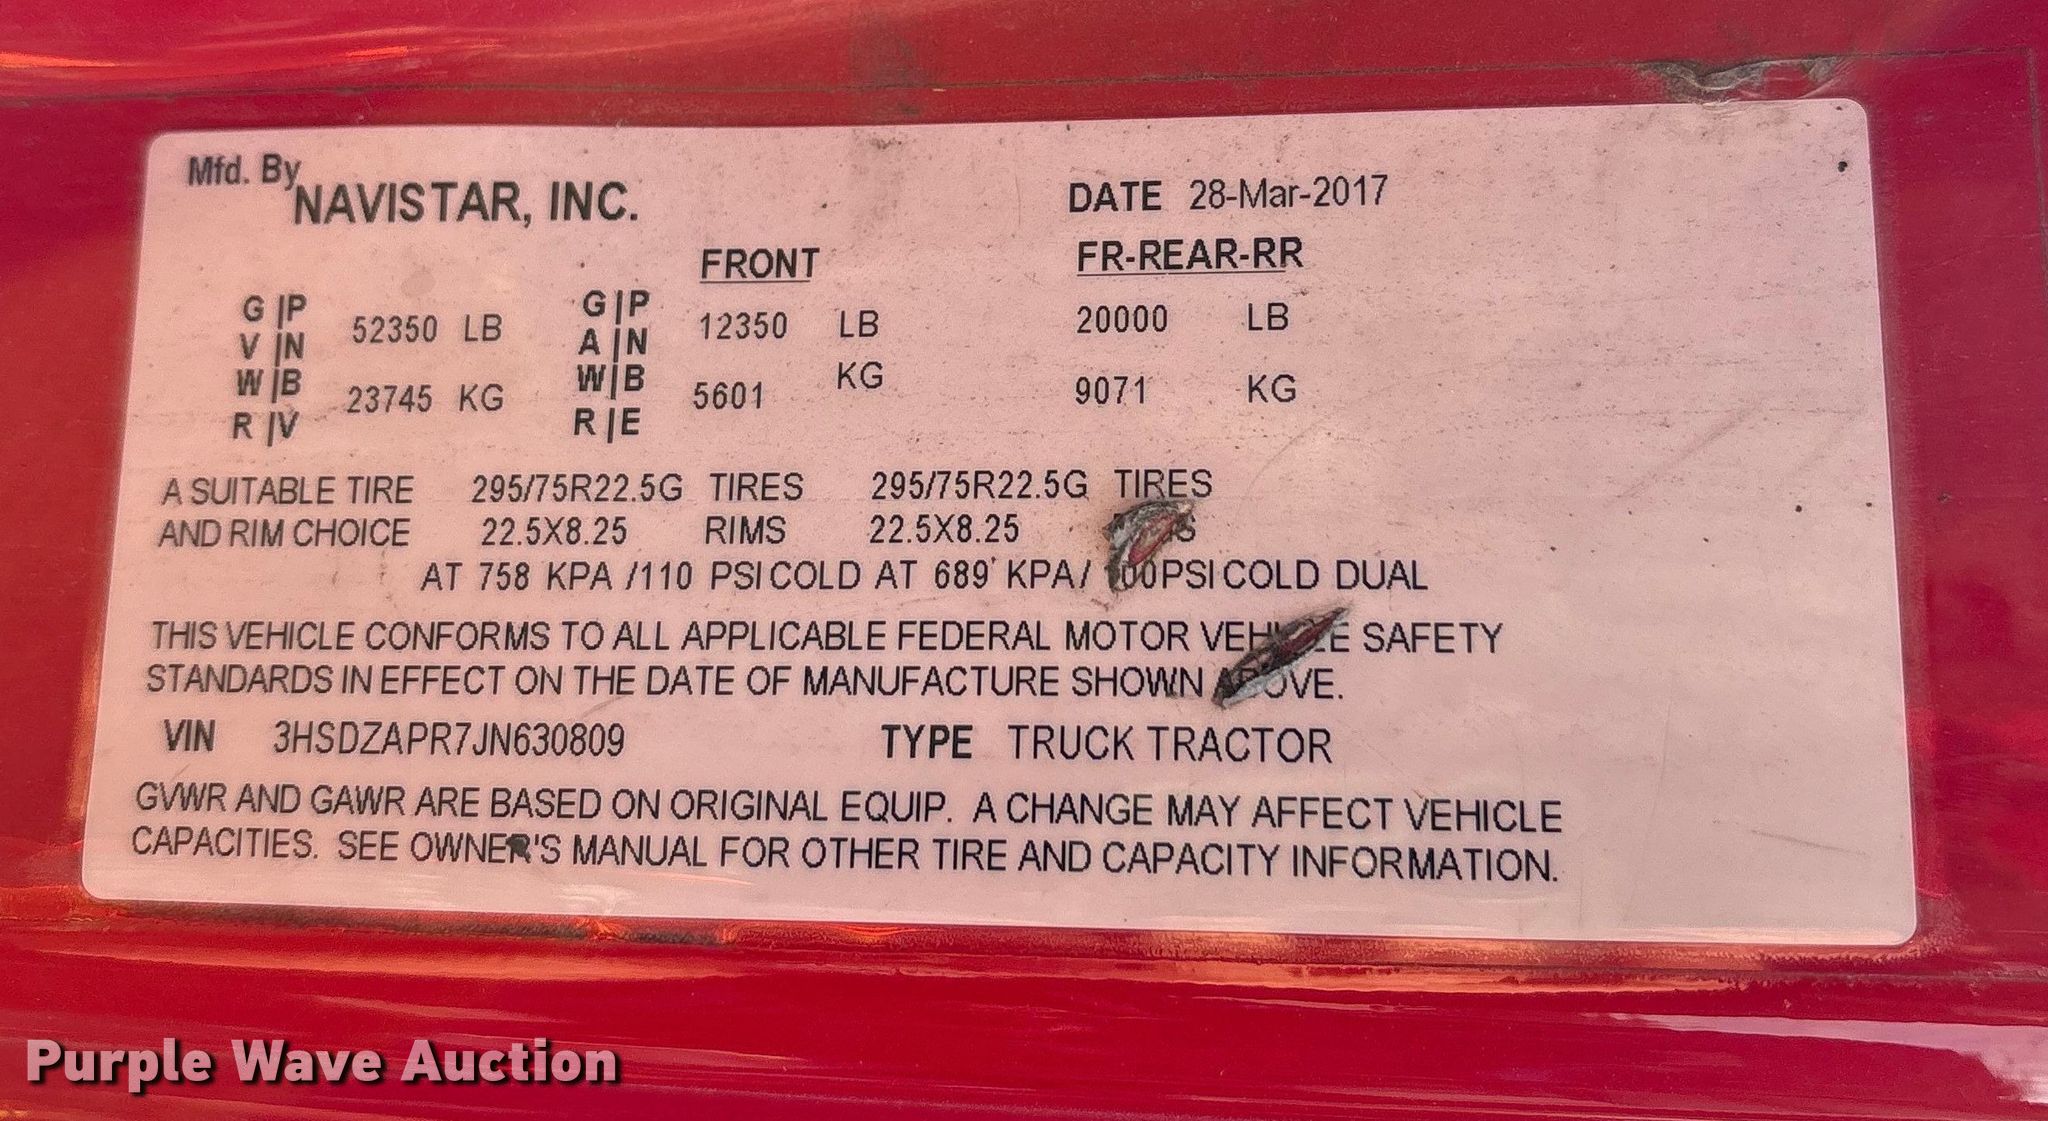 Mfd. By NAVISTAR, INC. DATE 28-Mar-2017
FRONT FR-REAR-RR
G|P G|P
52350 LB 12350 LB 20000 LB
V|N A|N
W|B W|B
23745 KG 5601 KG 9071 KG
R|V R|E
A SUITABLE TIRE 295/75R22.5G TIRES 295/75R22.5G TIRES
AND RIM CHOICE 22.5X8.25 RIMS 22.5X8.25
AT 758 KPA /110 PSI COLD AT 689 KPA/ 100PSI COLD DUAL
THIS VEHICLE CONFORMS TO ALL APPLICABLE FEDERAL MOTOR VEHICLE SAFETY
STANDARDS IN EFFECT ON THE DATE OF MANUFACTURE SHOWN ABOVE.
VIN 3HSDZAPR7JN630809 TYPE TRUCK TRACTOR
GVWR AND GAWR ARE BASED ON ORIGINAL EQUIP. A CHANGE MAY AFFECT VEHICLE
CAPACITIES. SEE OWNER'S MANUAL FOR OTHER TIRE AND CAPACITY INFORMATION.
Purple Wave Auction